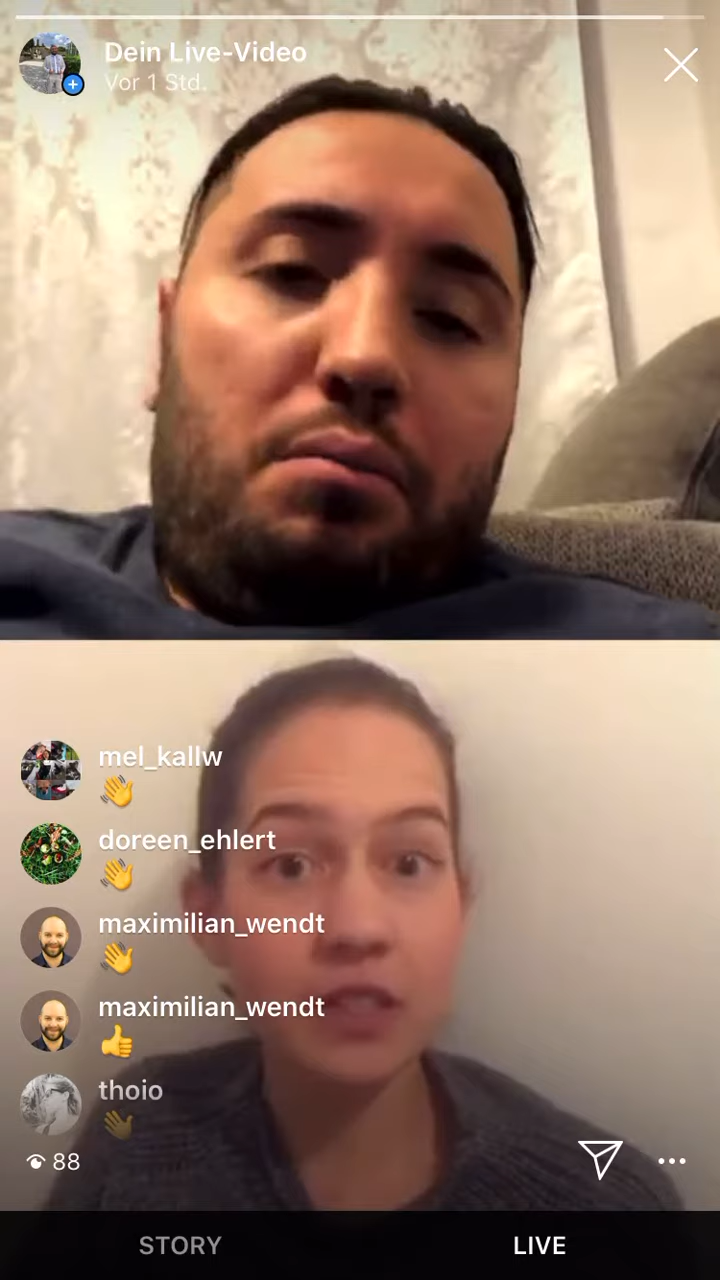 Dein Live-Video
Vor 1 Std.
mel_kallw
👋
doreen_ehlert
👋
maximilian_wendt
👋
maximilian_wendt
👍
thoio
👋
88
STORY
LIVE